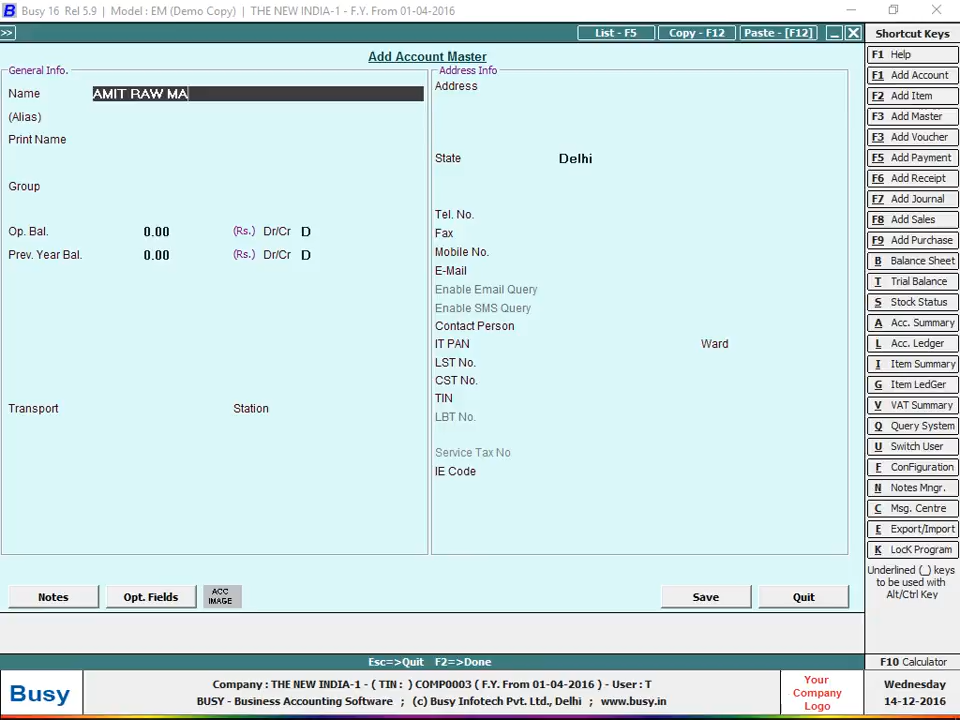 Busy 16  Rel 5.9  |  Model : EM (Demo Copy)  |  THE NEW INDIA-1 - F.Y. From 01-04-2016
>>
List - F5
Copy - F12
Paste - [F12]
Add Account Master
General Info.
Name AMIT RAW MA
(Alias)
Print Name
Group
Op. Bal. 0.00 (Rs.) Dr/Cr D
Prev. Year Bal. 0.00 (Rs.) Dr/Cr D
Transport Station
Address Info
Address
State Delhi
Tel. No.
Fax
Mobile No.
E-Mail
Enable Email Query
Enable SMS Query
Contact Person
IT PAN Ward
LST No.
CST No.
TIN
LBT No.
Service Tax No
IE Code
Notes
Opt. Fields
ACC
IMAGE
Save
Quit
Esc=>Quit F2=>Done
Shortcut Keys
F1 Help
F1 Add Account
F2 Add Item
F3 Add Master
F3 Add Voucher
F5 Add Payment
F6 Add Receipt
F7 Add Journal
F8 Add Sales
F9 Add Purchase
B Balance Sheet
T Trial Balance
S Stock Status
A Acc. Summary
L Acc. Ledger
I Item Summary
G Item LedGer
V VAT Summary
Q Query System
U Switch User
F ConFiguration
N Notes Mngr.
C Msg. Centre
E Export/Import
K LocK Program
Underlined (_) keys
to be used with
Alt/Ctrl Key
F10 Calculator
Busy
Company : THE NEW INDIA-1 - ( TIN : ) COMP0003 ( F.Y. From 01-04-2016 ) - User : T
BUSY - Business Accounting Software ; (c) Busy Infotech Pvt. Ltd., Delhi ; www.busy.in
Your
Company
Logo
Wednesday
14-12-2016